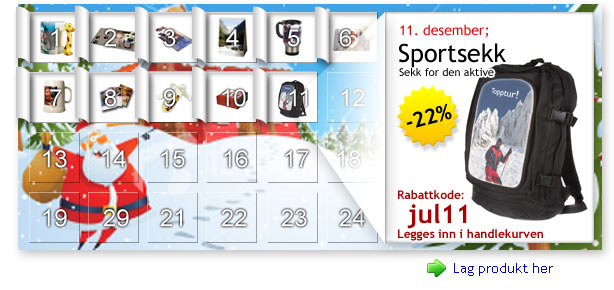 1 2 3 4 5 6
7 8 9 10 11 12
13 14 15 16 17 18
19 29 21 22 23 24
11. desember;
Sportsekk
Sekk for den aktive
-22%
Topptur!
Rabattkode:
jul11
Legges inn i handlekurven
Lag produkt her